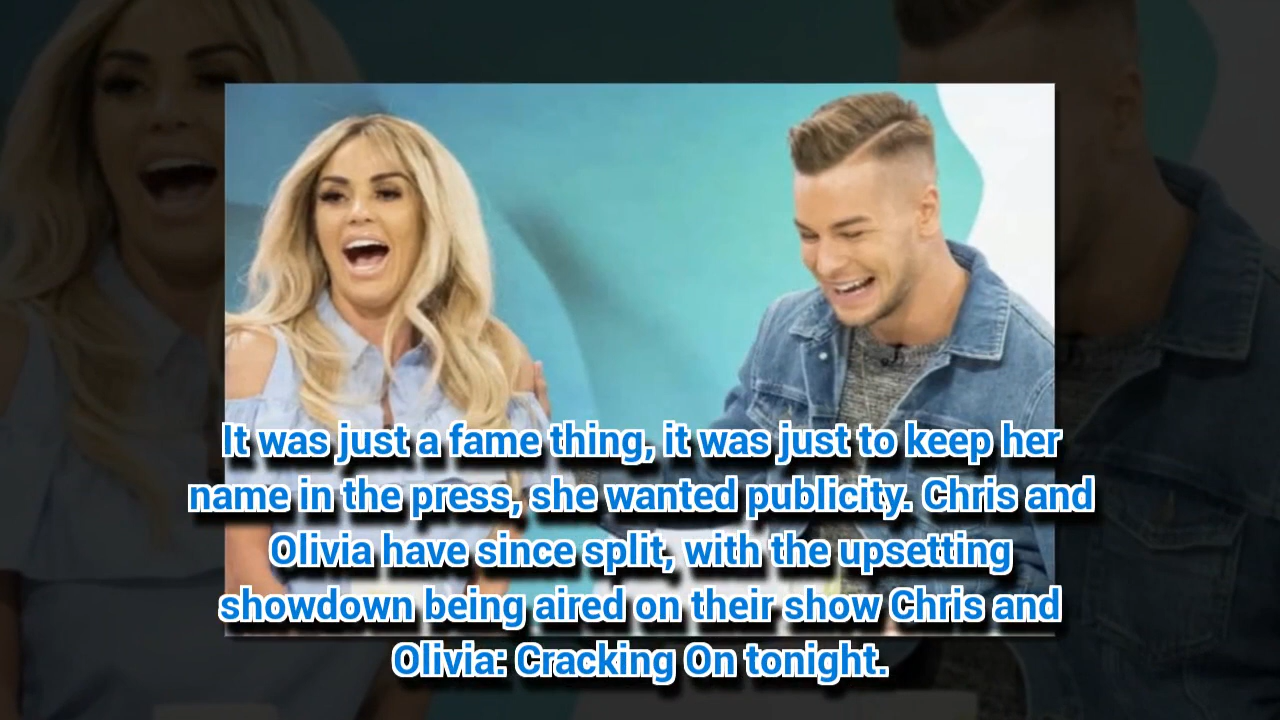 It was just a fame thing, it was just to keep her
name in the press, she wanted publicity. Chris and
Olivia have since split, with the upsetting
showdown being aired on their show Chris and
Olivia: Cracking On tonight.